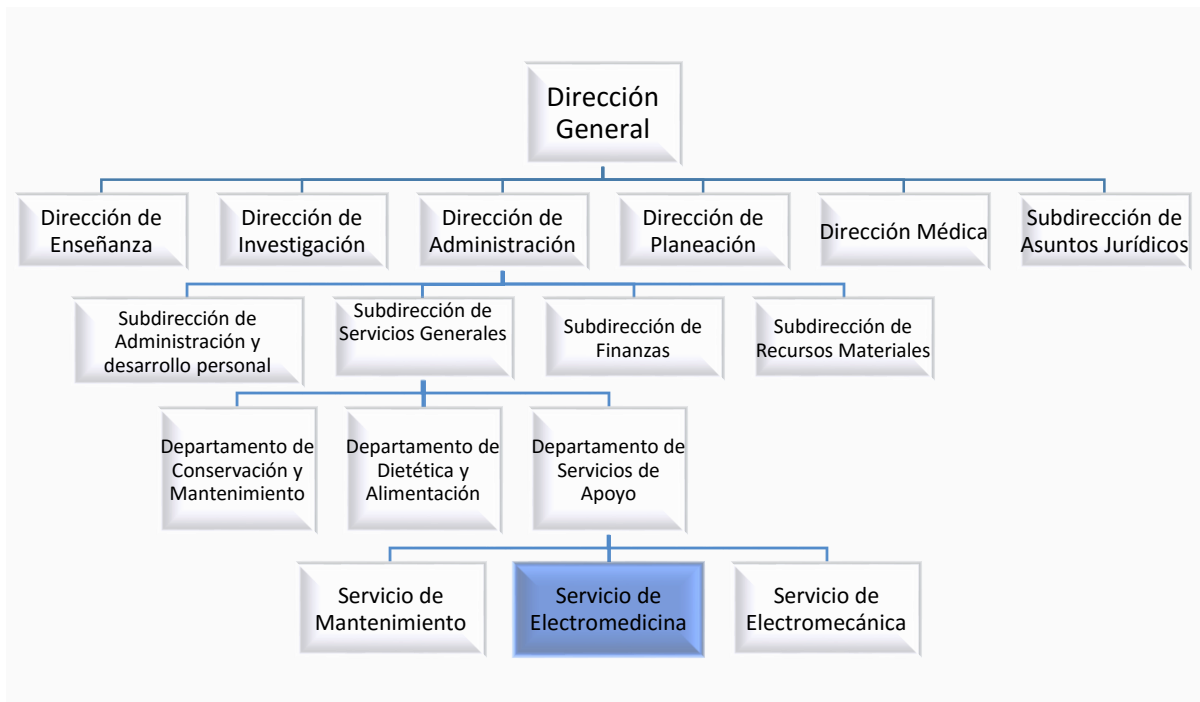 Dirección
General
Dirección de
Enseñanza
Dirección de
Investigación
Dirección de
Administración
Dirección de
Planeación
Dirección Médica
Subdirección de
Asuntos Jurídicos
Subdirección de
Administración y
desarrollo personal
Subdirección de
Servicios Generales
Subdirección de
Finanzas
Subdirección de
Recursos Materiales
Departamento de
Conservación y
Mantenimiento
Departamento de
Dietética y
Alimentación
Departamento de
Servicios de
Apoyo
Servicio de
Mantenimiento
Servicio de
Electromedicina
Servicio de
Electromecánica